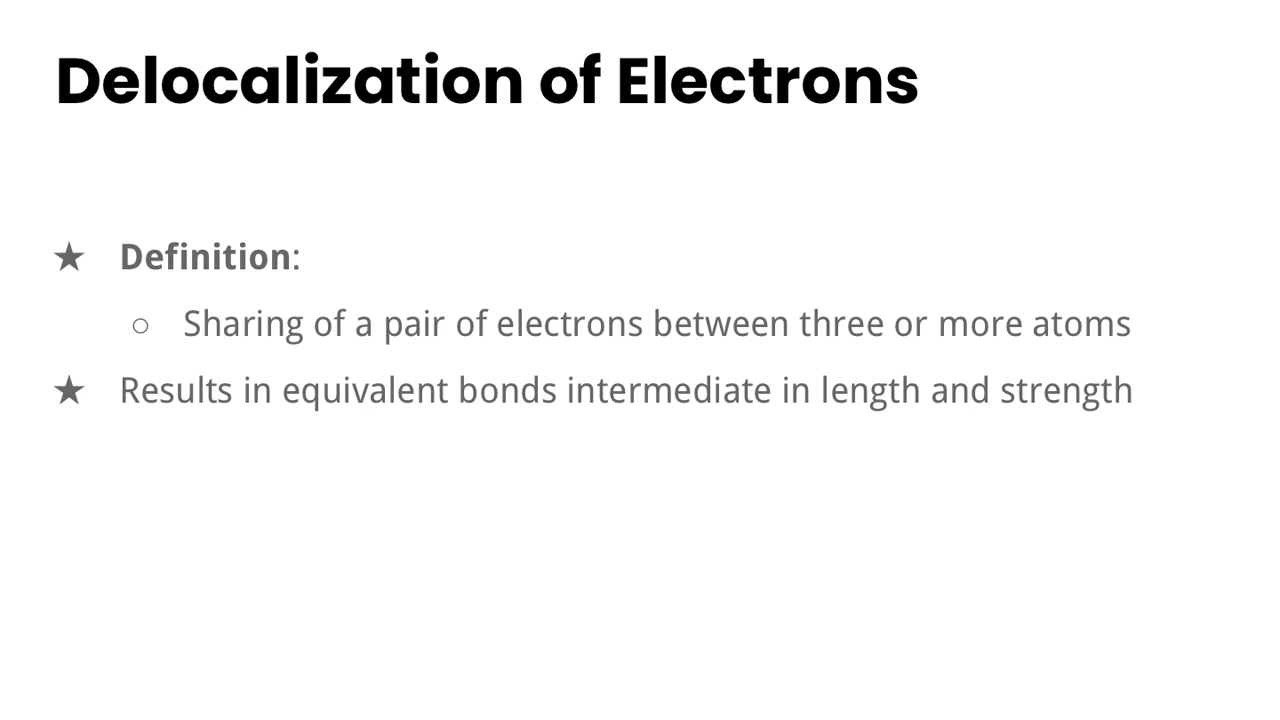 Delocalization of Electrons
★ Definition:
○ Sharing of a pair of electrons between three or more atoms
★ Results in equivalent bonds intermediate in length and strength